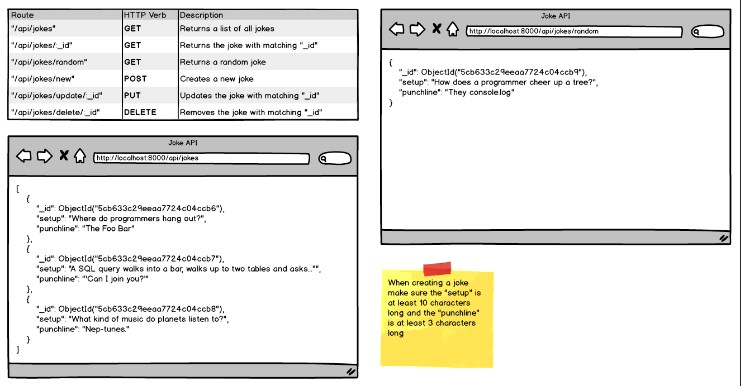 Route HTTP Verb Description
"/api/jokes" GET Returns a list of all jokes
"/api/jokes/:_id" GET Returns the joke with matching "_id"
"/api/jokes/random" GET Returns a random joke
"/api/jokes/new" POST Creates a new joke
"/api/jokes/update/:_id" PUT Updates the joke with matching "_id"
"/api/jokes/delete/:_id" DELETE Removes the joke with matching "_id"
Joke API
http://localhost:8000/api/jokes
[
{
"_id": ObjectId("5cb633c29eeaa7724c04ccb6"),
"setup": "Where do programmers hang out?",
"punchline": "The Foo Bar"
},
{
"_id": ObjectId("5cb633c29eeaa7724c04ccb7"),
"setup": "A SQL query walks into a bar, walks up to two tables and asks..."",
"punchline": "'Can I join you?'"
},
{
"_id": ObjectId("5cb633c29eeaa7724c04ccb8"),
"setup": "What kind of music do planets listen to?",
"punchline": "Nep-tunes."
}
]
Joke API
http://localhost:8000/api/jokes/random
{
"_id": ObjectId("5cb633c29eeaa7724c04ccb9"),
"setup": "How does a programmer cheer up a tree?",
"punchline": "They console.log"
}
When creating a joke
make sure the "setup" is
at least 10 characters
long and the "punchline"
is at least 3 characters
long